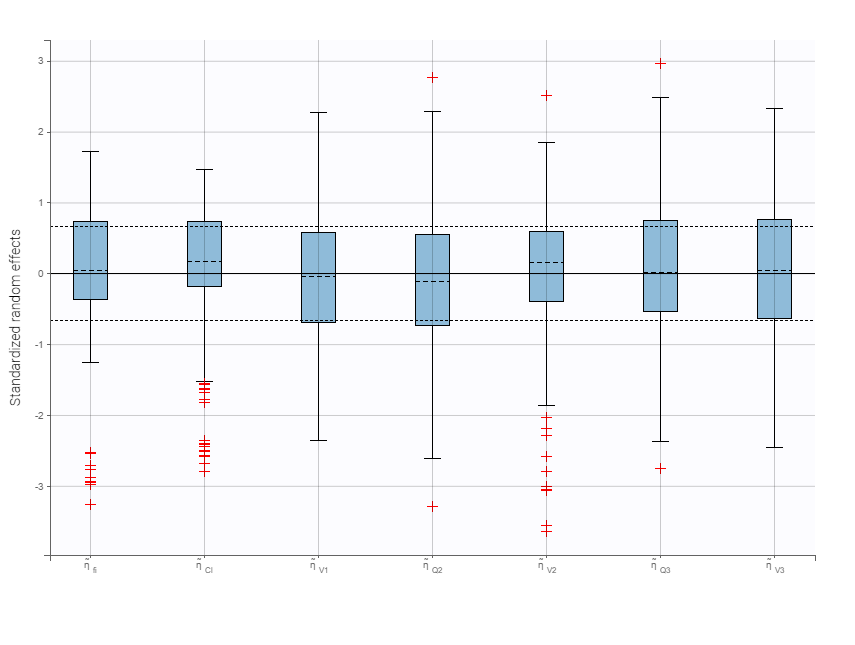 Standardized random effects
3
2
1
0
-1
-2
-3
η̃ fi
η̃ Cl
η̃ V1
η̃ Q2
η̃ V2
η̃ Q3
η̃ V3